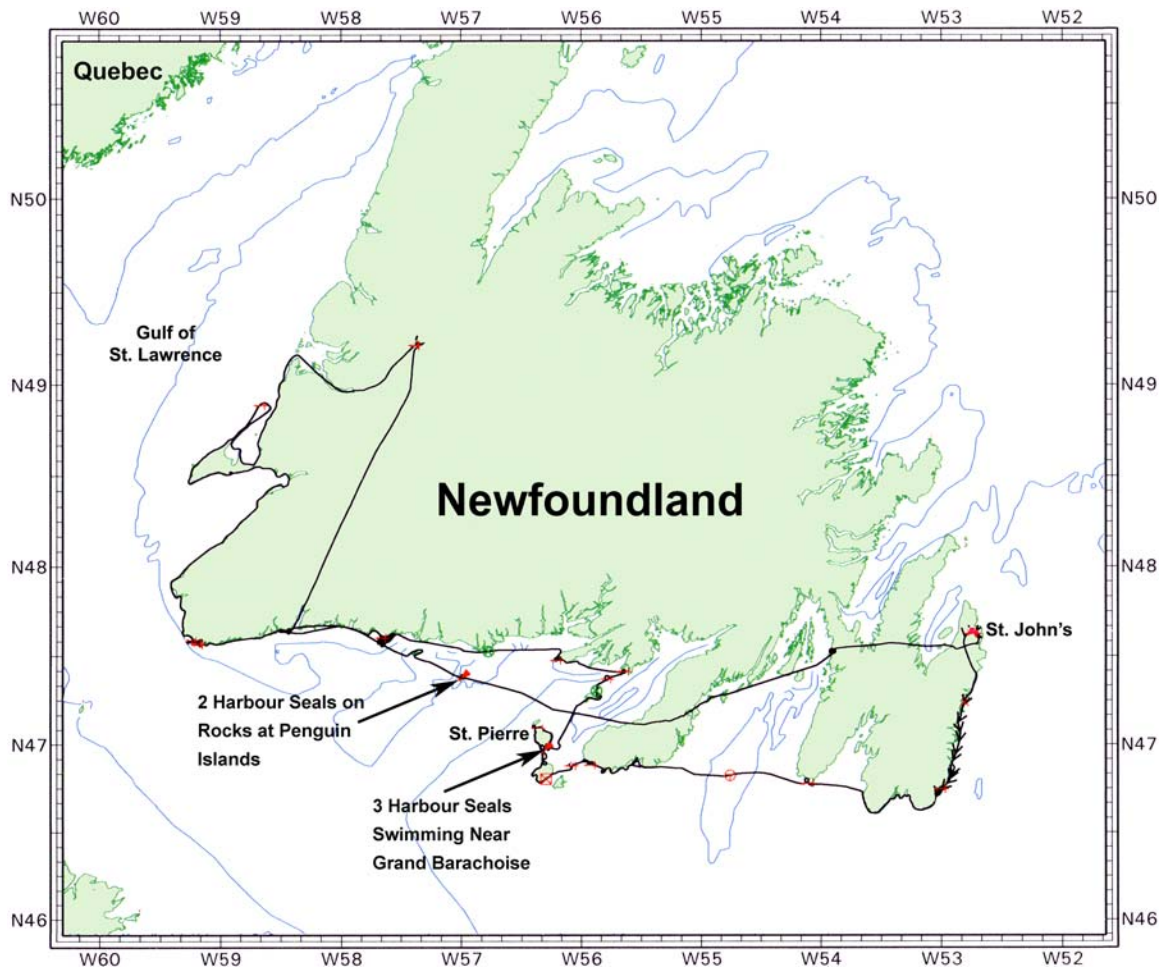 W60 W59 W58 W57 W56 W55 W54 W53 W52
Quebec
N50 N50
Gulf of
St. Lawrence
N49 N49
Newfoundland
N48 N48
St. John's
2 Harbour Seals on
Rocks at Penguin
Islands
St. Pierre
N47 N47
3 Harbour Seals
Swimming Near
Grand Barachoise
N46 N46
W60 W59 W58 W57 W56 W55 W54 W53 W52